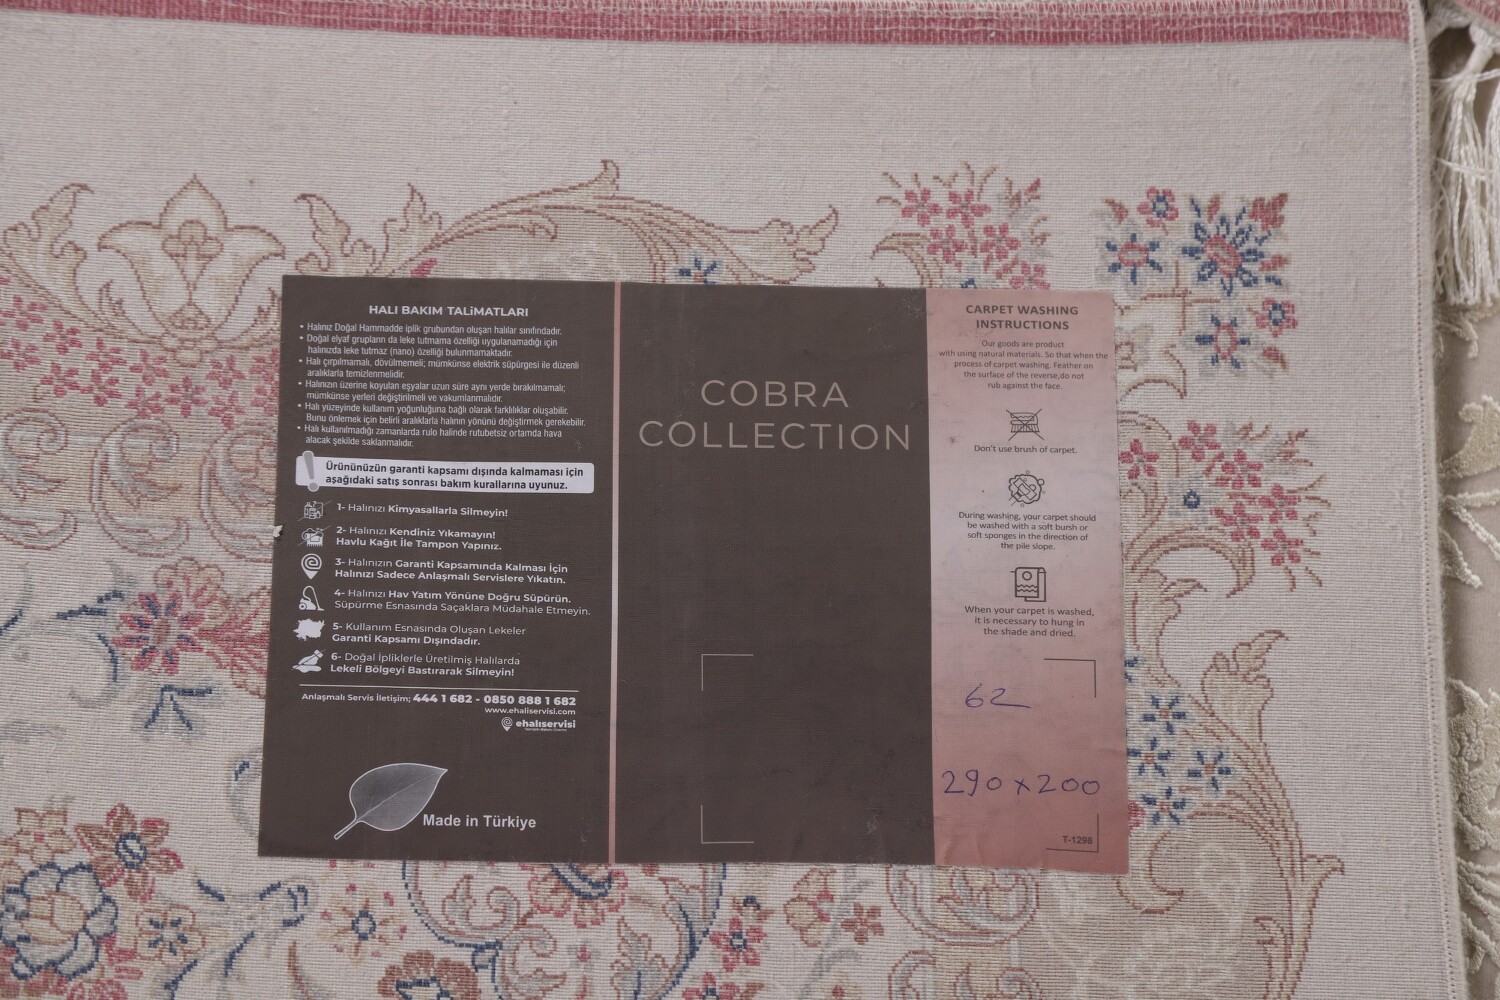 HALI BAKIM TALiMATLARI
• Halınız Doğal Hammadde iplik grubundan oluşan halılar sınıfındadır.
• Doğal elyaf grupların da leke tutmama özelliği uygulanamadığı için
halınızda leke tutmaz (nano) özelliği bulunmamaktadır.
• Halı çırpılmamalı, dövülmemeli; mümkünse elektrik süpürgesi ile düzenli
aralıklarla temizlenmelidir.
• Halınızın üzerine koyulan eşyalar uzun süre aynı yerde bırakılmamalı;
mümkünse yerleri değiştirilmeli ve vakumlanmalıdır.
• Halı yüzeyinde kullanım yoğunluğuna bağlı olarak farklılıklar oluşabilir.
Bunu önlemek için belirli aralıklarla halının yönünü değiştirmek gerekebilir.
• Halı kullanılmadığı zamanlarda rulo halinde rutubetsiz ortamda hava
alacak şekilde saklanmalıdır.
Ürününüzün garanti kapsamı dışında kalmaması için
aşağıdaki satış sonrası bakım kurallarına uyunuz.
1- Halınızı Kimyasallarla Silmeyin!
2- Halınızı Kendiniz Yıkamayın!
Havlu Kağıt İle Tampon Yapınız.
3- Halınızın Garanti Kapsamında Kalması İçin
Halınızı Sadece Anlaşmalı Servislere Yıkatın.
4- Halınızı Hav Yatım Yönüne Doğru Süpürün.
Süpürme Esnasında Saçaklara Müdahale Etmeyin.
5- Kullanım Esnasında Oluşan Lekeler
Garanti Kapsamı Dışındadır.
6- Doğal İpliklerle Üretilmiş Halılarda
Lekeli Bölgeyi Bastırarak Silmeyin!
Anlaşmalı Servis İletişim; 444 1 682 - 0850 888 1 682
www.ehaliservisi.com
ehalıservisi
Made in Türkiye
COBRA
COLLECTION
CARPET WASHING
INSTRUCTIONS
Our goods are product
with using natural materials. So that when the
process of carpet washing. Feather on
the surface of the reverse,do not
rub against the face.
Don't use brush of carpet.
During washing, your carpet should
be washed with a soft bursh or
soft sponges in the direction of
the pile slope.
When your carpet is washed,
it is necessary to hung in
the shade and dried.
62
290 x 200
T-1298